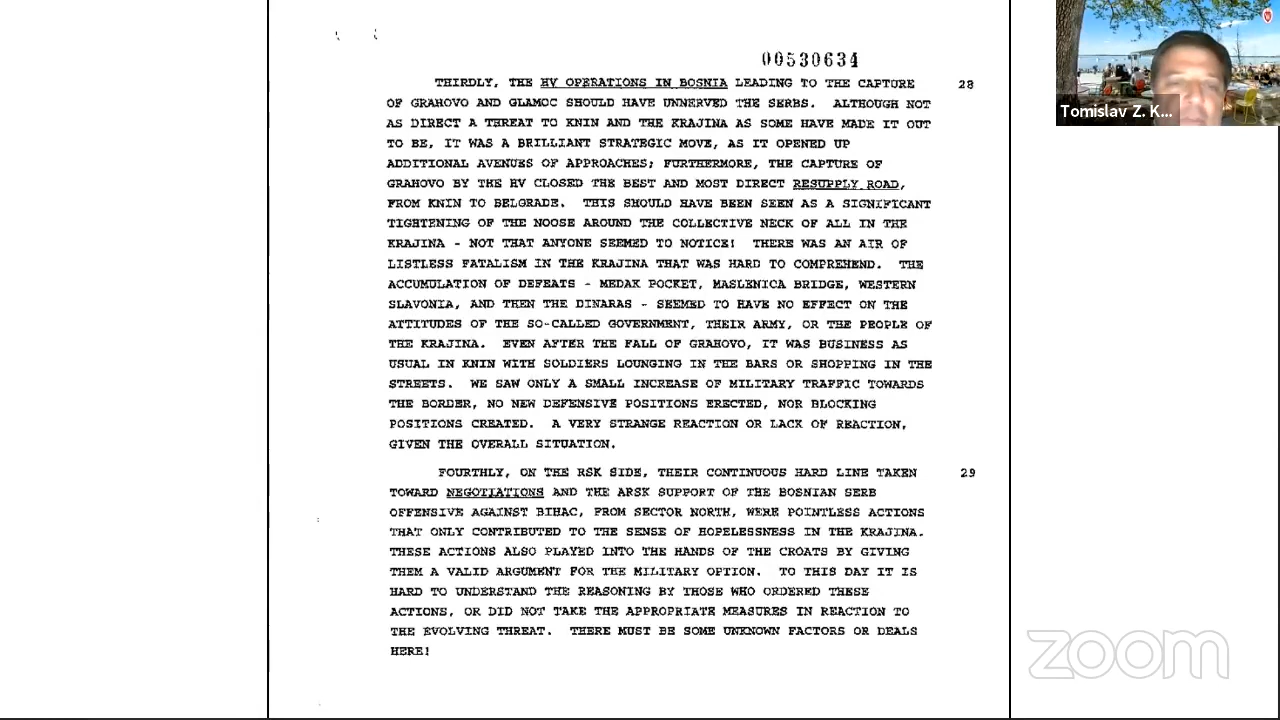 00530634
THIRDLY, THE HV OPERATIONS IN BOSNIA LEADING TO THE CAPTURE 28
OF GRAHOVO AND GLAMOC SHOULD HAVE UNNERVED THE SERBS. ALTHOUGH NOT
AS DIRECT A THREAT TO KNIN AND THE KRAJINA AS SOME HAVE MADE IT OUT
TO BE, IT WAS A BRILLIANT STRATEGIC MOVE, AS IT OPENED UP
ADDITIONAL AVENUES OF APPROACHES; FURTHERMORE, THE CAPTURE OF
GRAHOVO BY THE HV CLOSED THE BEST AND MOST DIRECT RESUPPLY ROAD,
FROM KNIN TO BELGRADE. THIS SHOULD HAVE BEEN SEEN AS A SIGNIFICANT
TIGHTENING OF THE NOOSE AROUND THE COLLECTIVE NECK OF ALL IN THE
KRAJINA - NOT THAT ANYONE SEEMED TO NOTICE! THERE WAS AN AIR OF
LISTLESS FATALISM IN THE KRAJINA THAT WAS HARD TO COMPREHEND. THE
ACCUMULATION OF DEFEATS - MEDAK POCKET, MASLENICA BRIDGE, WESTERN
SLAVONIA, AND THEN THE DINARAS - SEEMED TO HAVE NO EFFECT ON THE
ATTITUDES OF THE SO-CALLED GOVERNMENT, THEIR ARMY, OR THE PEOPLE OF
THE KRAJINA. EVEN AFTER THE FALL OF GRAHOVO, IT WAS BUSINESS AS
USUAL IN KNIN WITH SOLDIERS LOUNGING IN THE BARS OR SHOPPING IN THE
STREETS. WE SAW ONLY A SMALL INCREASE OF MILITARY TRAFFIC TOWARDS
THE BORDER, NO NEW DEFENSIVE POSITIONS ERECTED, NOR BLOCKING
POSITIONS CREATED. A VERY STRANGE REACTION OR LACK OF REACTION,
GIVEN THE OVERALL SITUATION.
FOURTHLY, ON THE RSK SIDE, THEIR CONTINUOUS HARD LINE TAKEN 29
TOWARD NEGOTIATIONS AND THE ARSK SUPPORT OF THE BOSNIAN SERB
OFFENSIVE AGAINST BIHAC, FROM SECTOR NORTH, WERE POINTLESS ACTIONS
THAT ONLY CONTRIBUTED TO THE SENSE OF HOPELESSNESS IN THE KRAJINA.
THESE ACTIONS ALSO PLAYED INTO THE HANDS OF THE CROATS BY GIVING
THEM A VALID ARGUMENT FOR THE MILITARY OPTION. TO THIS DAY IT IS
HARD TO UNDERSTAND THE REASONING BY THOSE WHO ORDERED THESE
ACTIONS, OR DID NOT TAKE THE APPROPRIATE MEASURES IN REACTION TO
THE EVOLVING THREAT. THERE MUST BE SOME UNKNOWN FACTORS OR DEALS
HERE!
Tomislav Z. K...
zoom